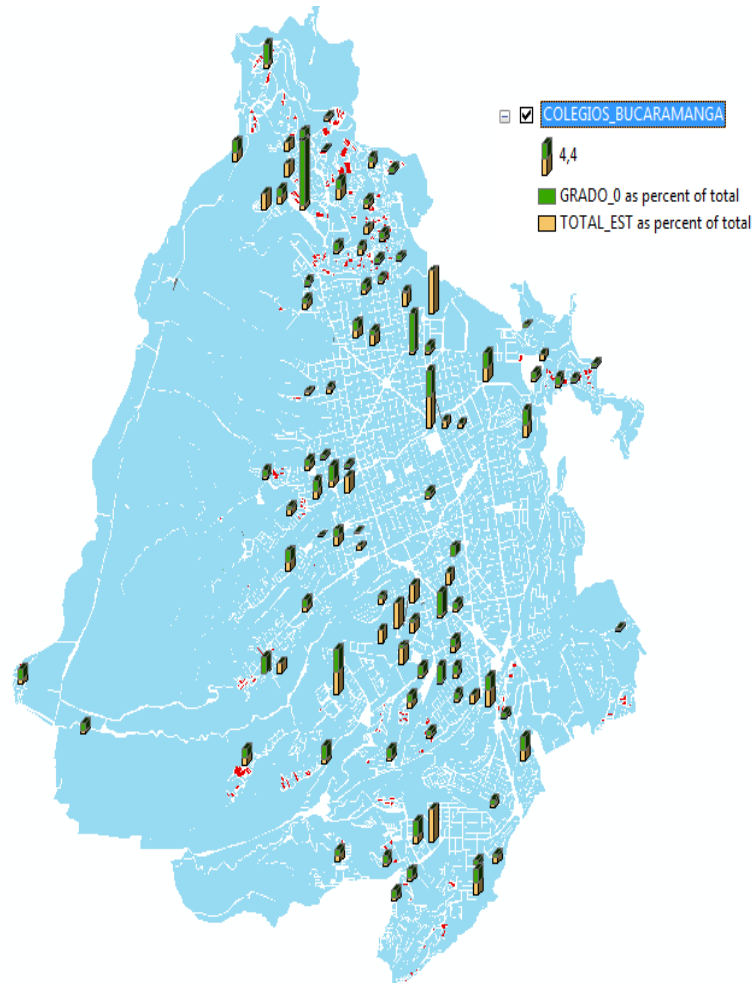 COLEGIOS_BUCARAMANGA
4,4
GRADO_0 as percent of total
TOTAL_EST as percent of total